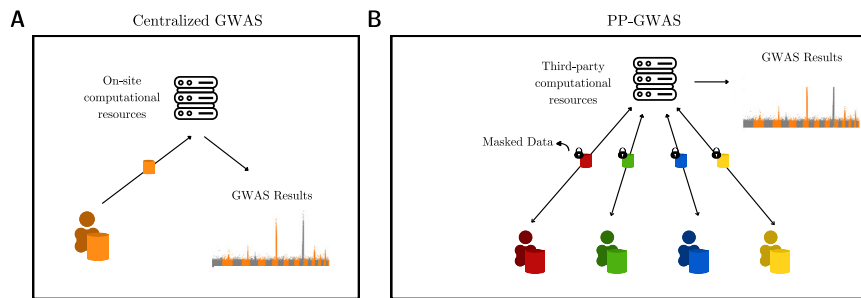 A
Centralized GWAS
On-site
computational
resources
GWAS Results
B
PP-GWAS
Third-party
computational
resources
GWAS Results
Masked Data